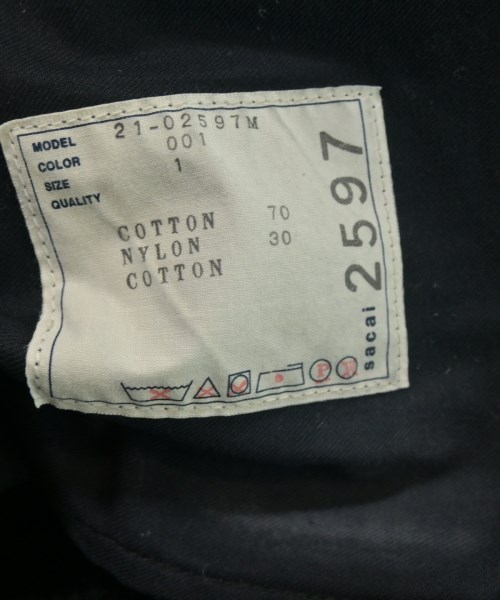 MODEL 21-02597M
COLOR 001
SIZE 1
QUALITY
COTTON 70
NYLON 30
COTTON
P
sacai 2597